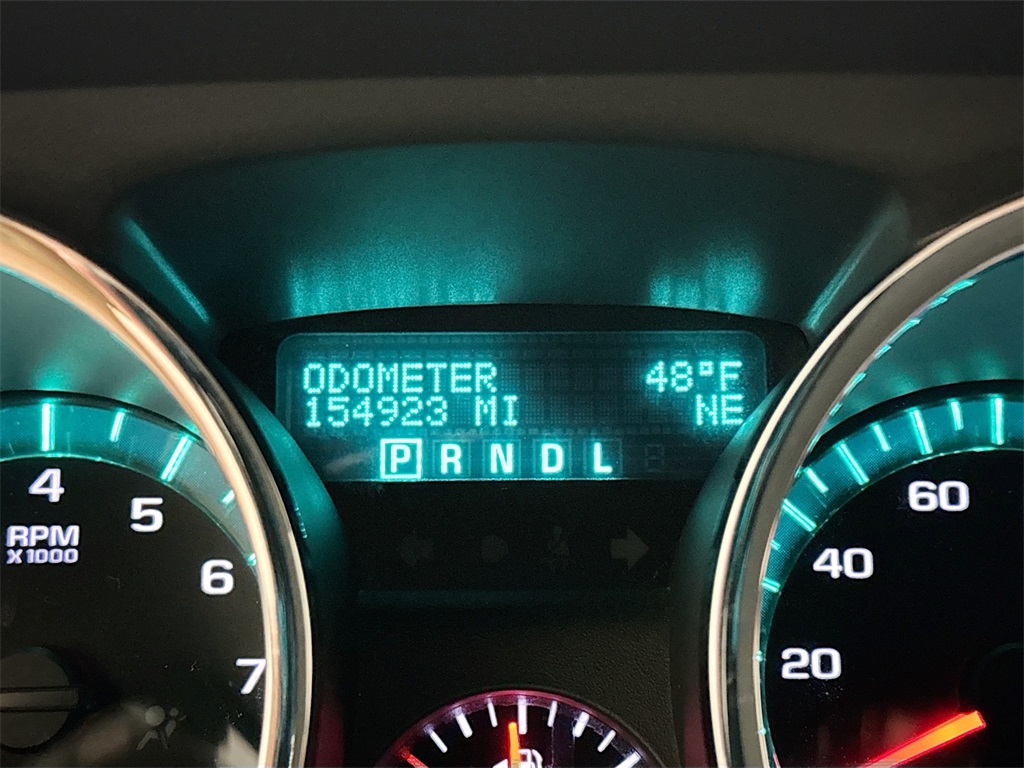 ODOMETER 48°F
154923 MI NE
P R N D L
4
5
6
7
RPM
X1000
60
40
20